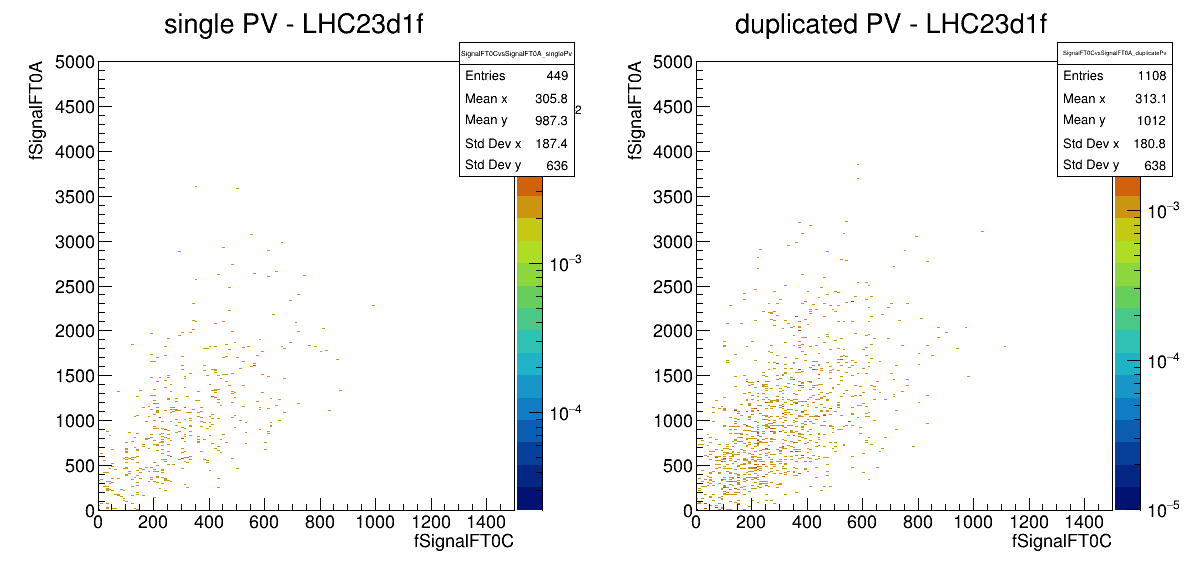 single PV - LHC23d1f
SignalFT0CvsSignalFT0A_singlePv
Entries 449
Mean x 305.8
Mean y 987.3
Std Dev x 187.4
Std Dev y 636
fSignalFT0A
5000
4500
4000
3500
3000
2500
2000
1500
1000
500
0
0 200 400 600 800 1000 1200 1400
fSignalFT0C
2
10−3
10−4
duplicated PV - LHC23d1f
SignalFT0CvsSignalFT0A_duplicatePv
Entries 1108
Mean x 313.1
Mean y 1012
Std Dev x 180.8
Std Dev y 638
fSignalFT0A
5000
4500
4000
3500
3000
2500
2000
1500
1000
500
0
0 200 400 600 800 1000 1200 1400
fSignalFT0C
10−3
10−4
10−5